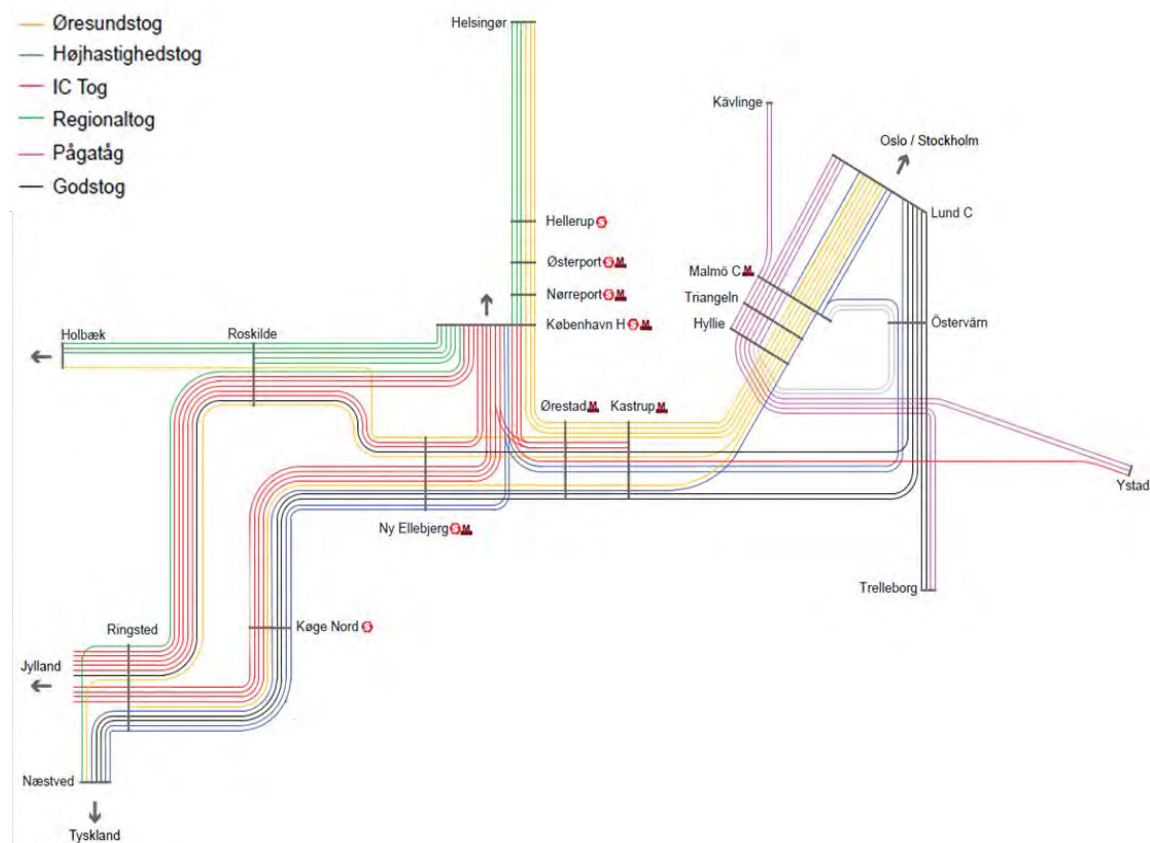 Øresundstog
Højhastighedstog
IC Tog
Regionaltog
Pågatåg
Godstog
Helsingør
Kävlinge
Oslo / Stockholm
Lund C
Hellerup S
Østerport S M
Malmö C M
Nørreport S M
Triangeln
København H S M
Hyllie
Östervärn
Holbæk
Roskilde
Ørestad M
Kastrup M
Ystad
Ny Ellebjerg S M
Trelleborg
Ringsted
Køge Nord S
Jylland
Næstved
Tyskland